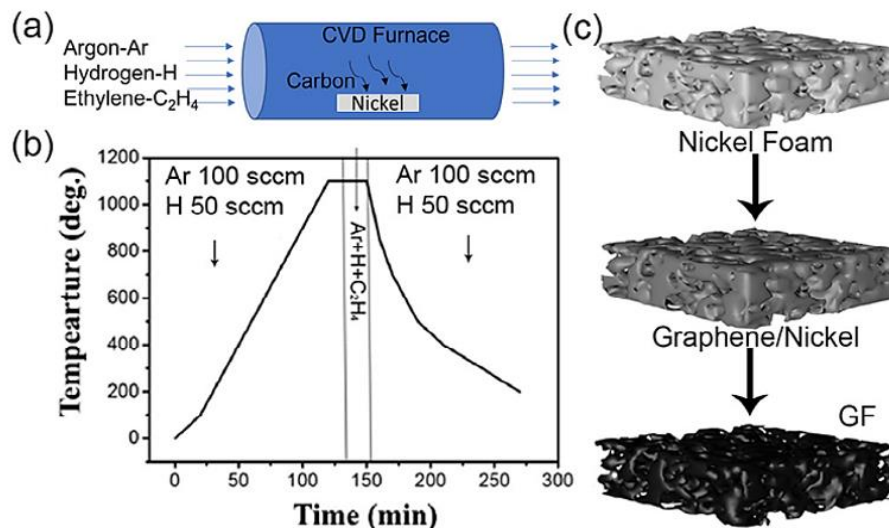 (a)
Argon-Ar
Hydrogen-H
Ethylene-C₂H₄
CVD Furnace
Carbon
Nickel
(b)
Tempearture (deg.)
1200
1000
800
600
400
200
0
Ar 100 sccm
H 50 sccm
Ar+H+C₂H₄
Ar 100 sccm
H 50 sccm
0
50
100
150
200
250
300
Time (min)
(c)
Nickel Foam
Graphene/Nickel
GF